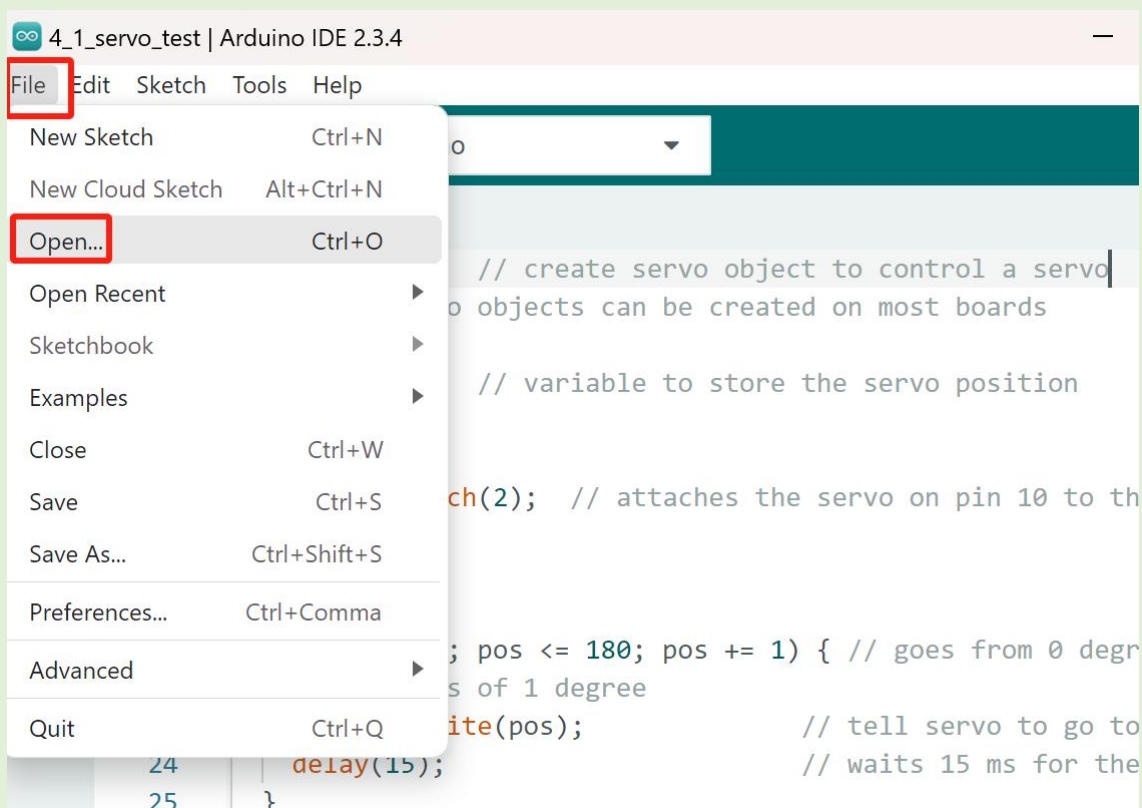 4_1_servo_test | Arduino IDE 2.3.4
File Edit Sketch Tools Help
New Sketch Ctrl+N
New Cloud Sketch Alt+Ctrl+N
Open... Ctrl+O
Open Recent
Sketchbook
Examples
Close Ctrl+W
Save Ctrl+S
Save As... Ctrl+Shift+S
Preferences... Ctrl+Comma
Advanced
Quit Ctrl+Q
o
// create servo object to control a servo
o objects can be created on most boards
// variable to store the servo position
ch(2); // attaches the servo on pin 10 to th
; pos <= 180; pos += 1) { // goes from 0 degr
s of 1 degree
ite(pos); // tell servo to go to
24 delay(15); // waits 15 ms for the
25 }